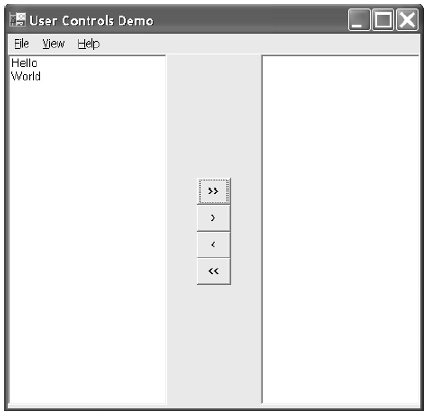 User Controls Demo
File View Help
Hello
World
>>
>
<
<<